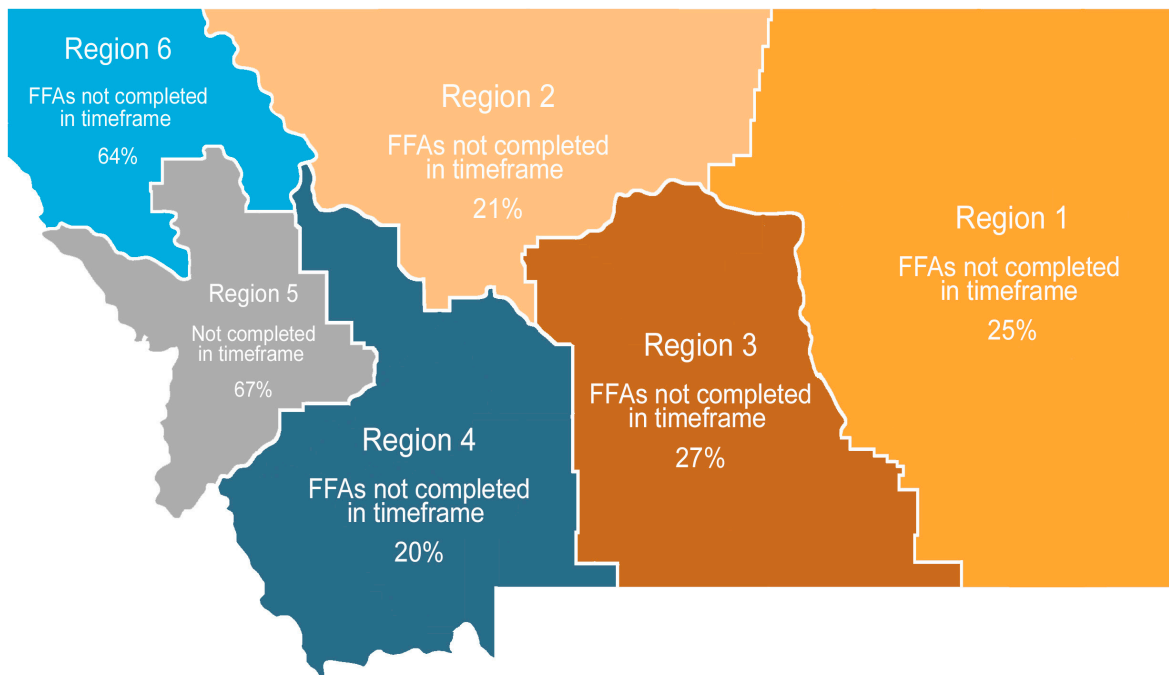 Region 6
FFAs not completed
in timeframe
64%
Region 2
FFAs not completed
in timeframe
21%
Region 1
FFAs not completed
in timeframe
25%
Region 5
Not completed
in timeframe
67%
Region 3
FFAs not completed
in timeframe
27%
Region 4
FFAs not completed
in timeframe
20%